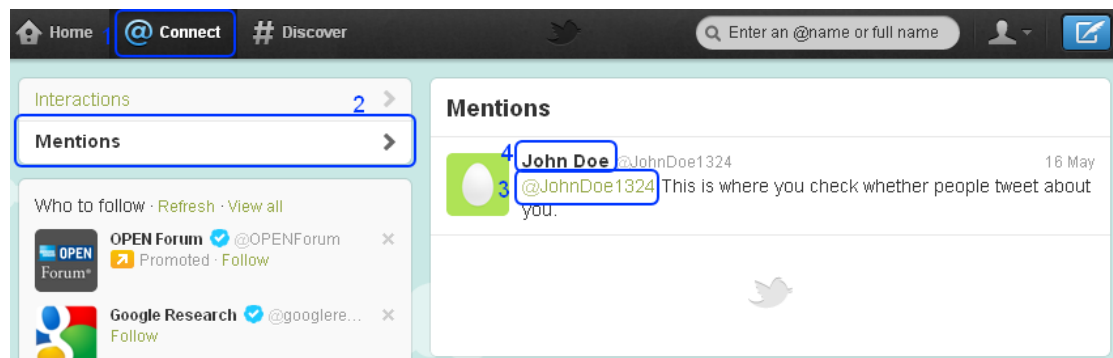 Home 1 @ Connect # Discover
Enter an @name or full name
Interactions
2
Mentions
Who to follow · Refresh · View all
OPEN Forum @OPENForum ×
OPEN
Forum®
Promoted · Follow
Google Research @googlere... ×
Follow
Mentions
4 John Doe @JohnDoe1324 16 May
3 @JohnDoe1324 This is where you check whether people tweet about
you.